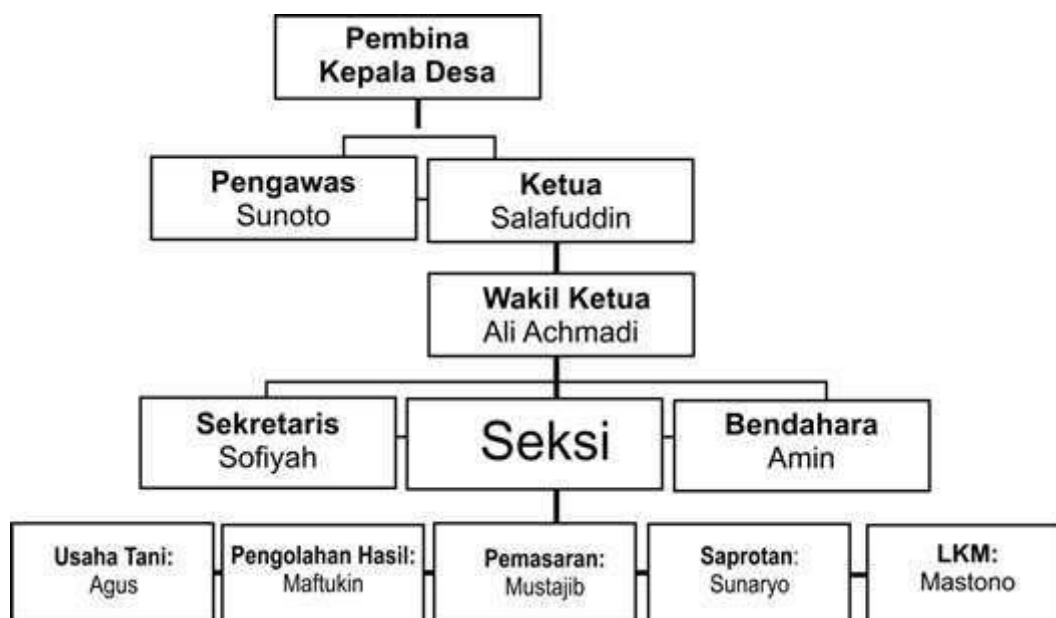 Pembina
Kepala Desa
Pengawas
Sunoto
Ketua
Salafuddin
Wakil Ketua
Ali Achmadi
Sekretaris
Sofiyah
Seksi
Bendahara
Amin
Usaha Tani:
Agus
Pengolahan Hasil:
Maftukin
Pemasaran:
Mustajib
Saprotan:
Sunaryo
LKM:
Mastono